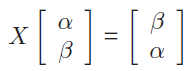 X [ α β ] = [ β α ]